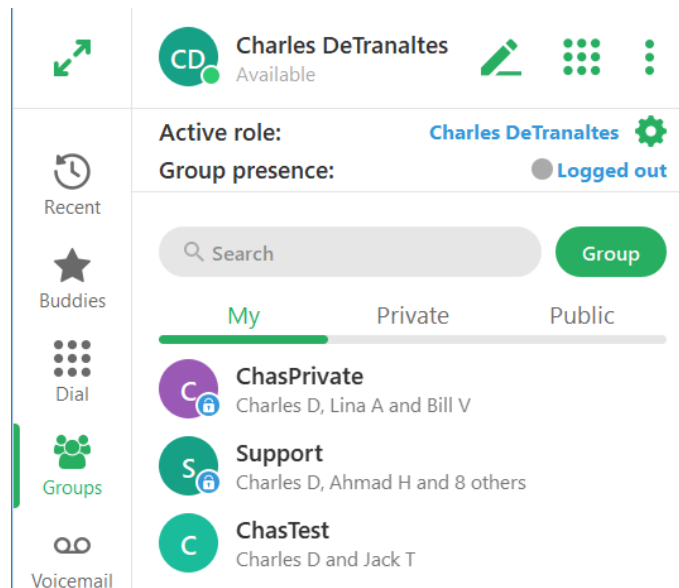 CD
Charles DeTranaltes
Available
Active role:
Charles DeTranaltes
Group presence:
Logged out
Recent
Buddies
Dial
Groups
Voicemail
Search
Group
My
Private
Public
C
ChasPrivate
Charles D, Lina A and Bill V
S
Support
Charles D, Ahmad H and 8 others
C
ChasTest
Charles D and Jack T